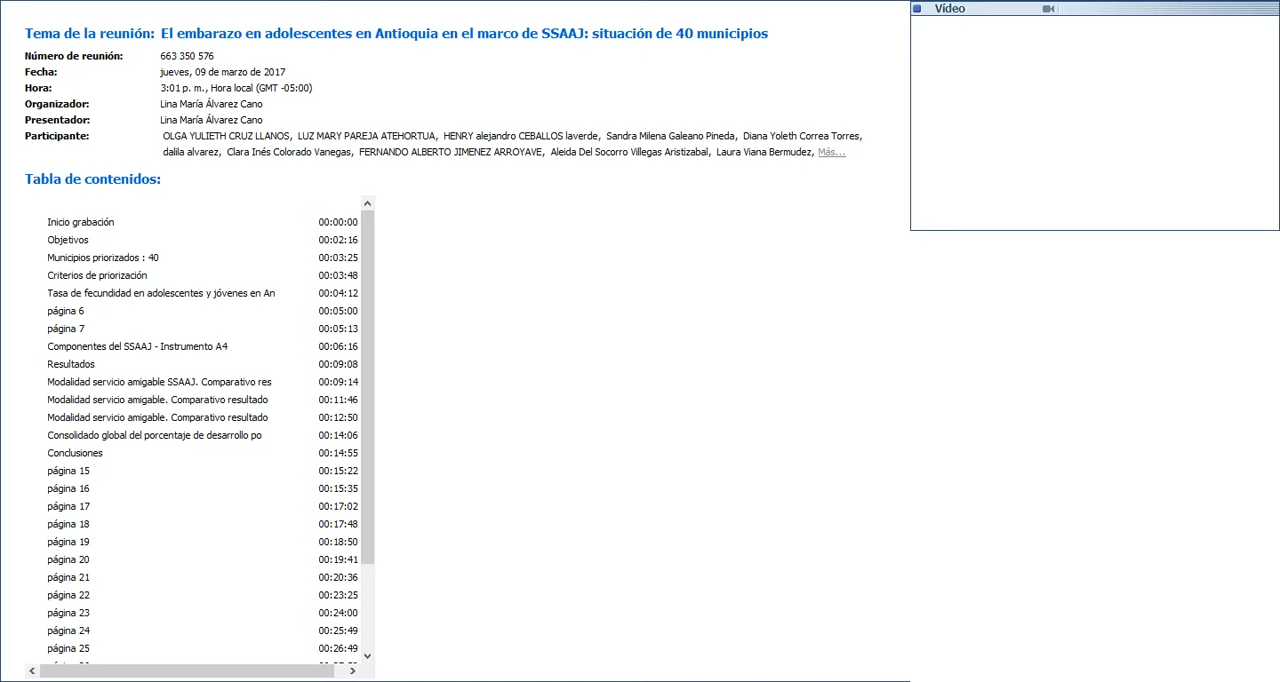 Vídeo
Tema de la reunión: El embarazo en adolescentes en Antioquia en el marco de SSAAJ: situación de 40 municipios
Número de reunión: 663 350 576
Fecha: jueves, 09 de marzo de 2017
Hora: 3:01 p. m., Hora local (GMT -05:00)
Organizador: Lina María Álvarez Cano
Presentador: Lina María Álvarez Cano
Participante: OLGA YULIETH CRUZ LLANOS, LUZ MARY PAREJA ATEHORTUA, HENRY alejandro CEBALLOS laverde, Sandra Milena Galeano Pineda, Diana Yoleth Correa Torres,
dalila alvarez, Clara Inés Colorado Vanegas, FERNANDO ALBERTO JIMENEZ ARROYAVE, Aleida Del Socorro Villegas Aristizabal, Laura Viana Bermudez, Más...
Tabla de contenidos:
Inicio grabación 00:00:00
Objetivos 00:02:16
Municipios priorizados : 40 00:03:25
Criterios de priorización 00:03:48
Tasa de fecundidad en adolescentes y jóvenes en An 00:04:12
página 6 00:05:00
página 7 00:05:13
Componentes del SSAAJ - Instrumento A4 00:06:16
Resultados 00:09:08
Modalidad servicio amigable SSAAJ. Comparativo res 00:09:14
Modalidad servicio amigable. Comparativo resultado 00:11:46
Modalidad servicio amigable. Comparativo resultado 00:12:50
Consolidado global del porcentaje de desarrollo po 00:14:06
Conclusiones 00:14:55
página 15 00:15:22
página 16 00:15:35
página 17 00:17:02
página 18 00:17:48
página 19 00:18:50
página 20 00:19:41
página 21 00:20:36
página 22 00:23:25
página 23 00:24:00
página 24 00:25:49
página 25 00:26:49